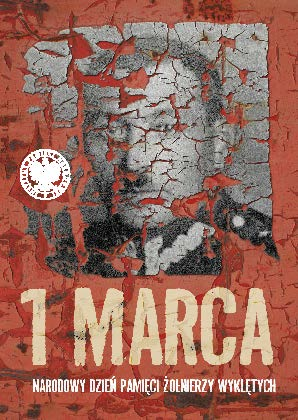 1 MARCA
NARODOWY DZIEŃ PAMIĘCI ŻOŁNIERZY WYKLĘTYCH